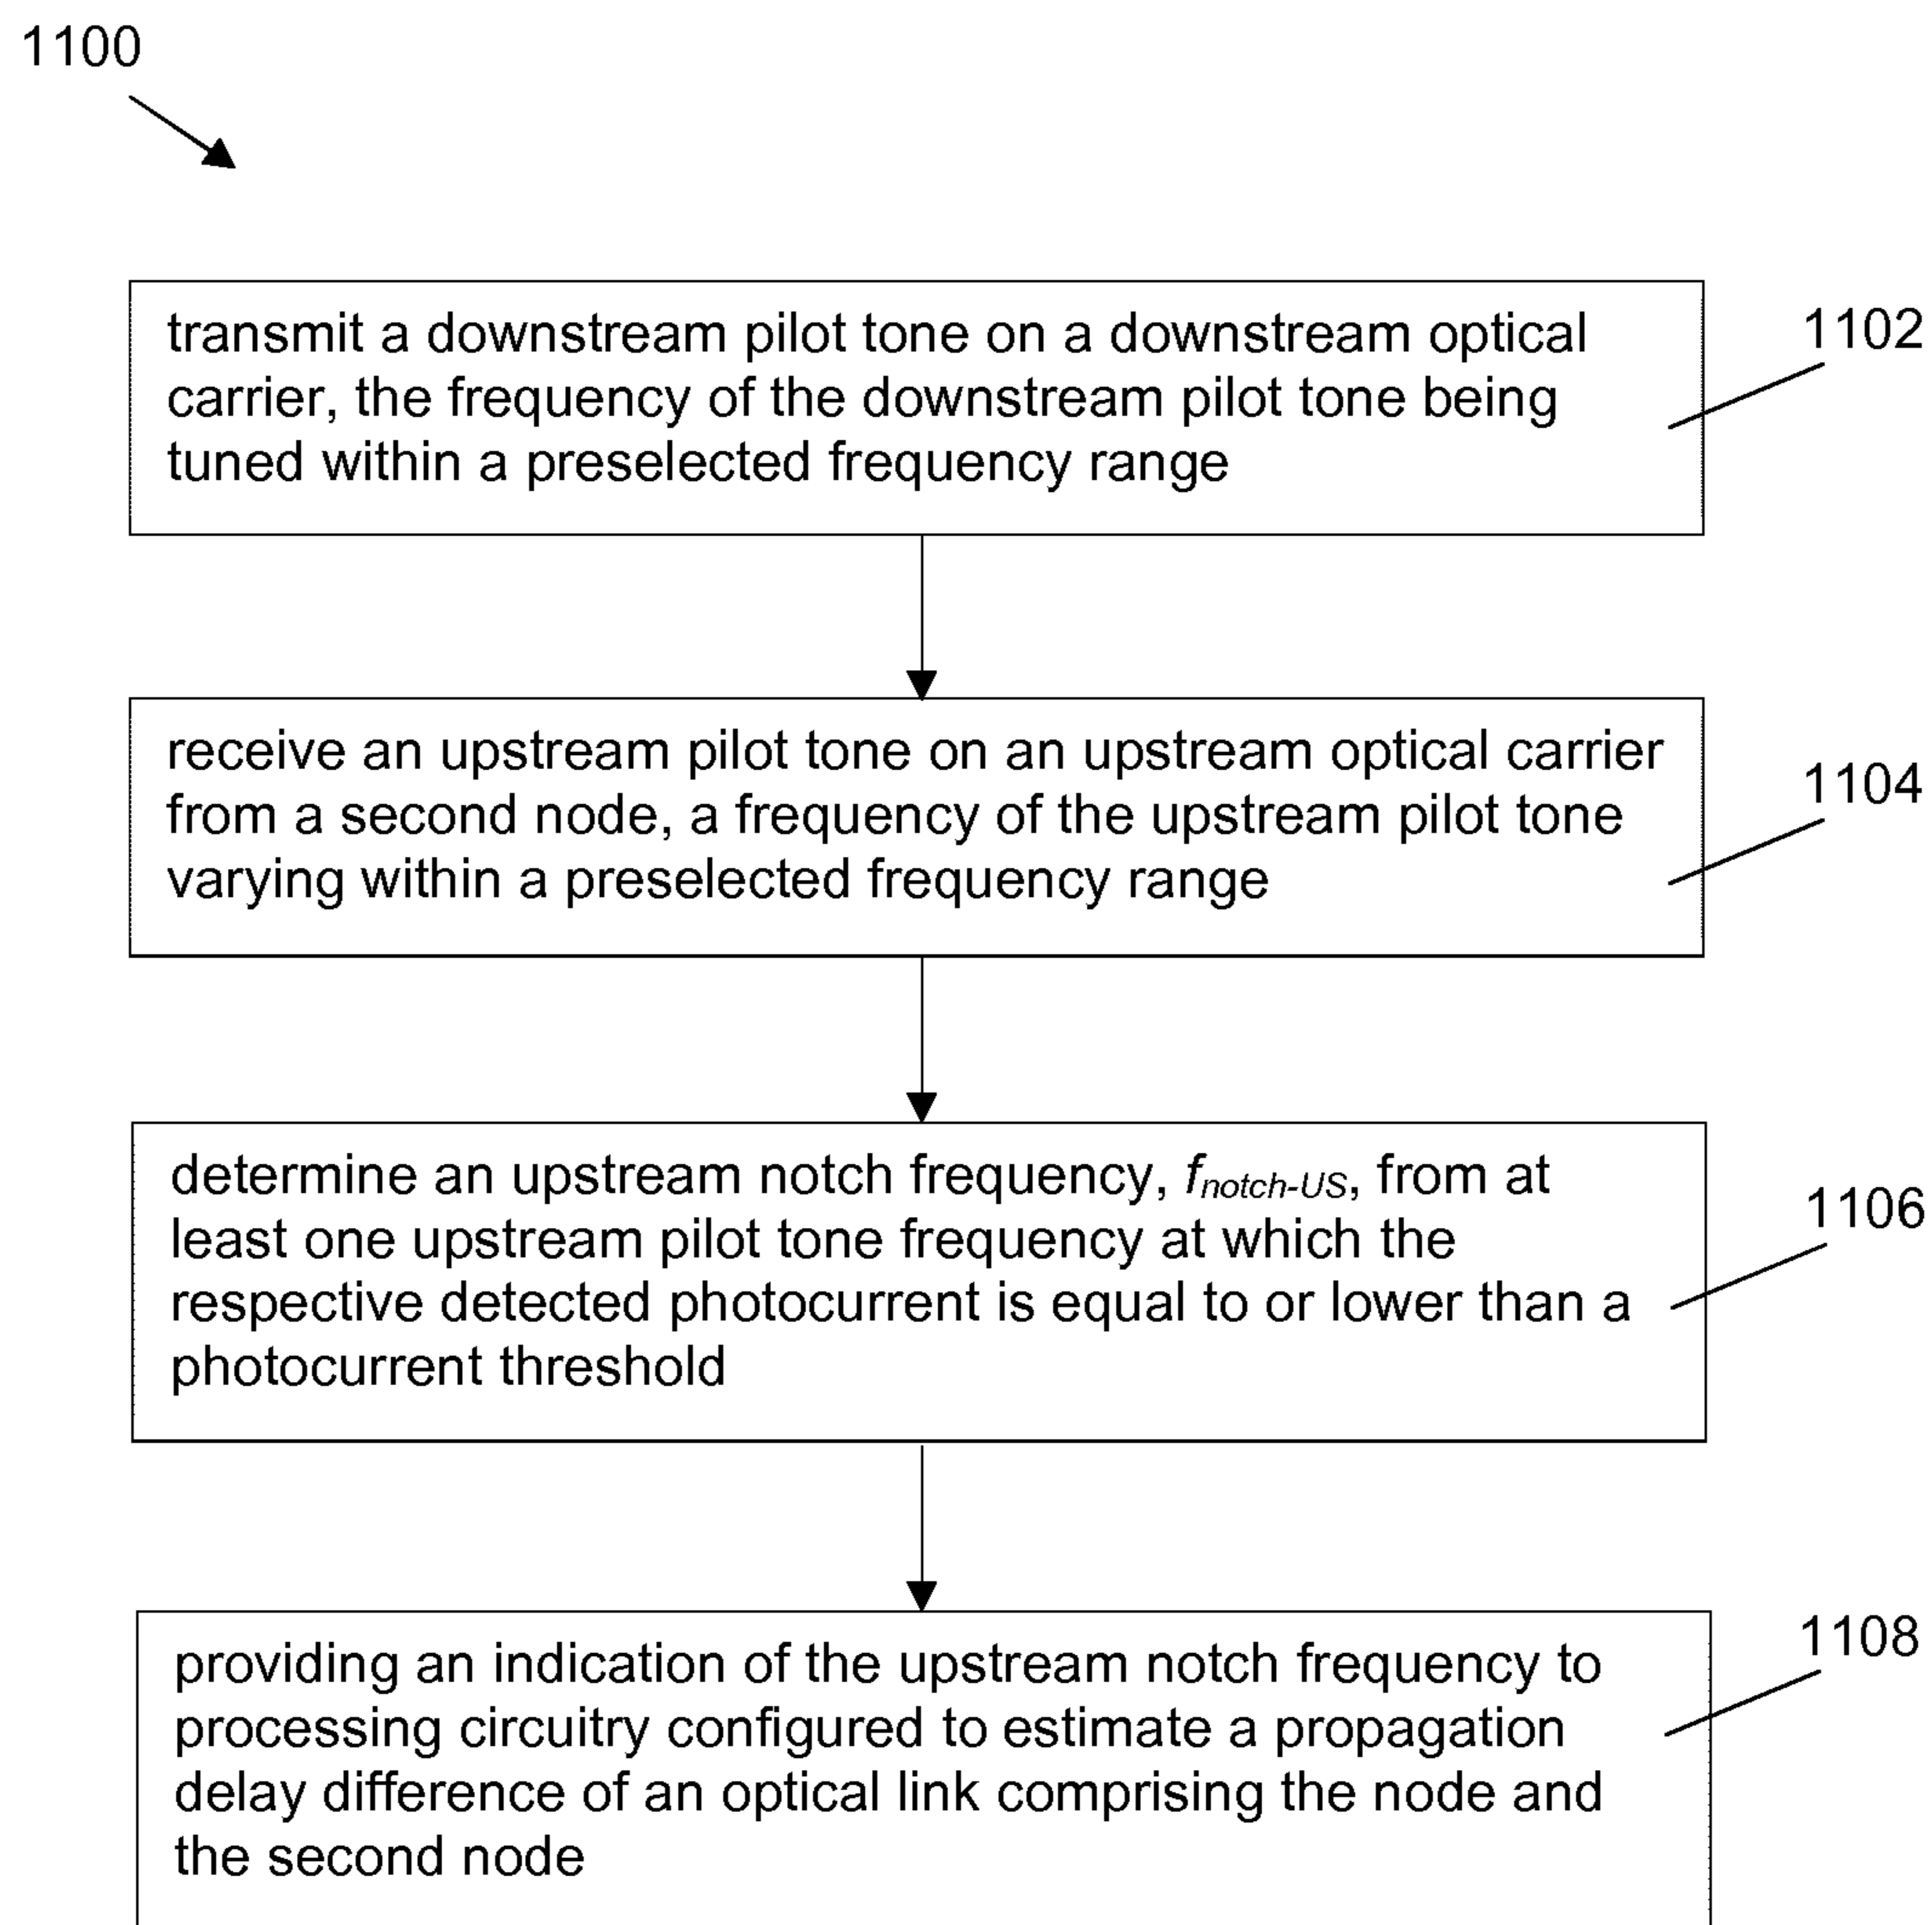 1100
transmit a downstream pilot tone on a downstream optical
carrier, the frequency of the downstream pilot tone being
tuned within a preselected frequency range
1102
receive an upstream pilot tone on an upstream optical carrier
from a second node, a frequency of the upstream pilot tone
varying within a preselected frequency range
1104
determine an upstream notch frequency, fnotch-US, from at
least one upstream pilot tone frequency at which the
respective detected photocurrent is equal to or lower than a
photocurrent threshold
1106
providing an indication of the upstream notch frequency to
processing circuitry configured to estimate a propagation
delay difference of an optical link comprising the node and
the second node
1108